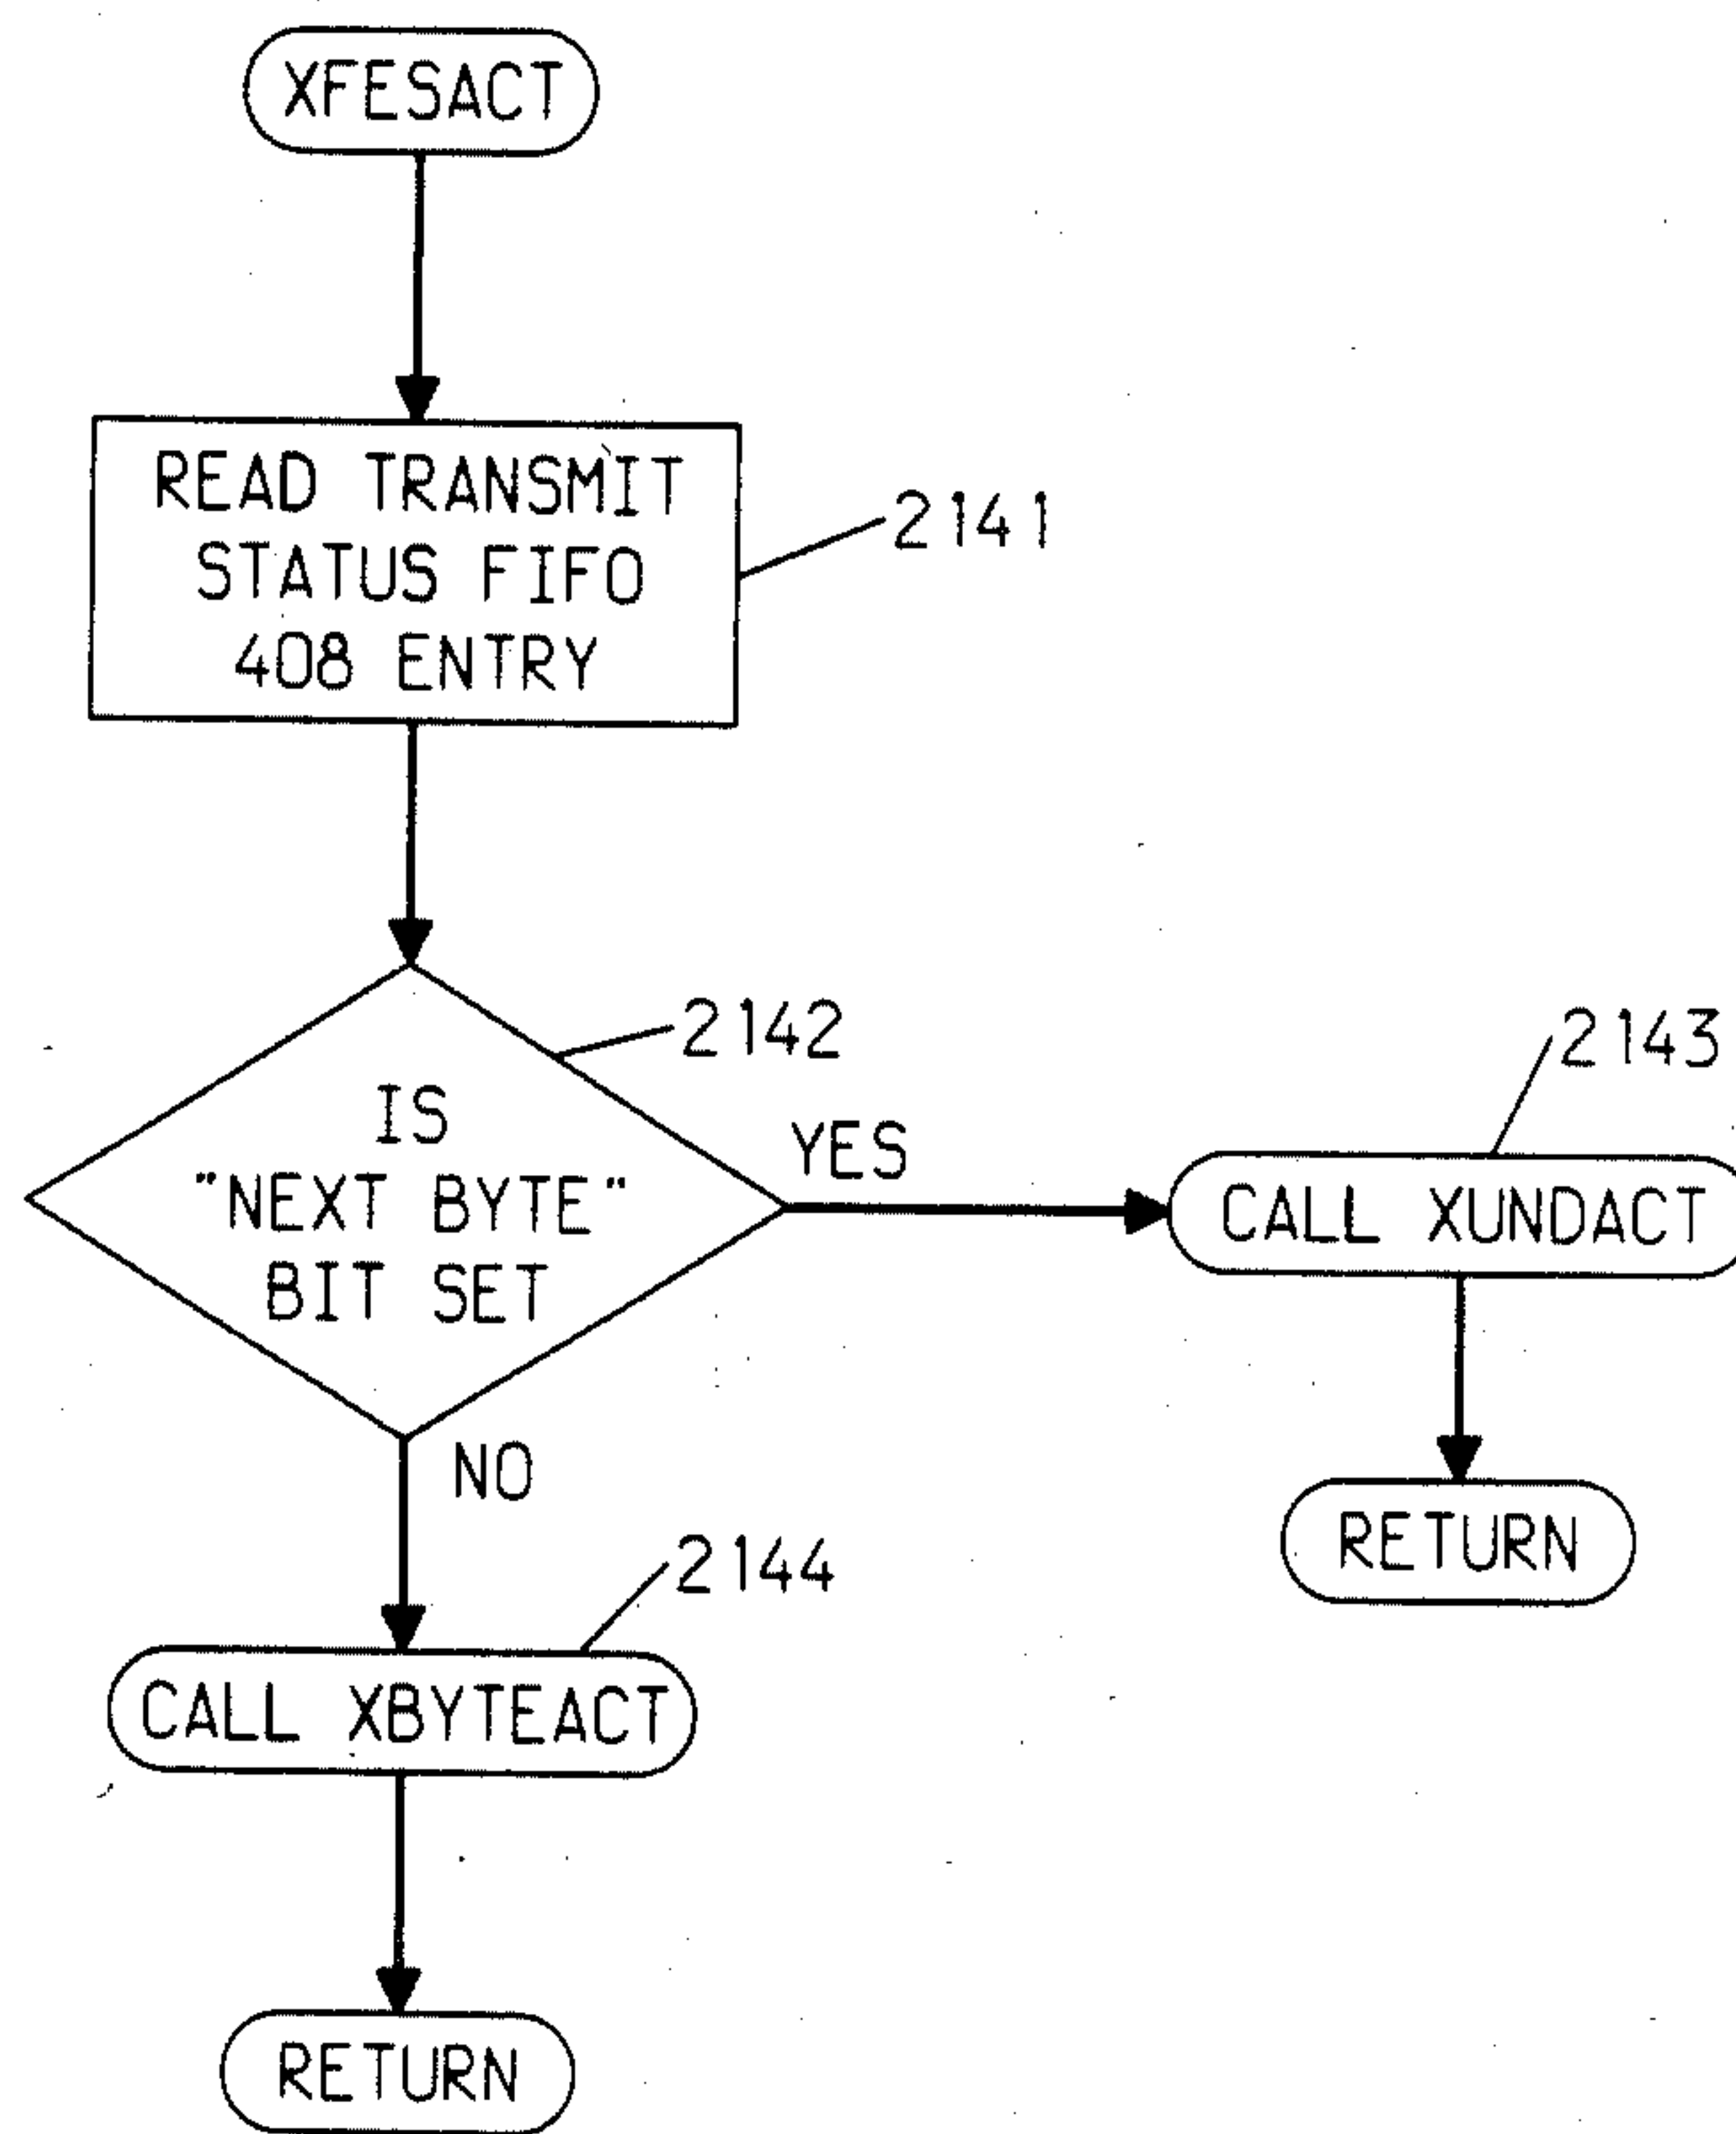 XFESACT
READ TRANSMIT
STATUS FIFO
408 ENTRY
2141
2142
IS
"NEXT BYTE"
BIT SET
YES
2143
CALL XUNDACT
RETURN
NO
2144
CALL XBYTEACT
RETURN